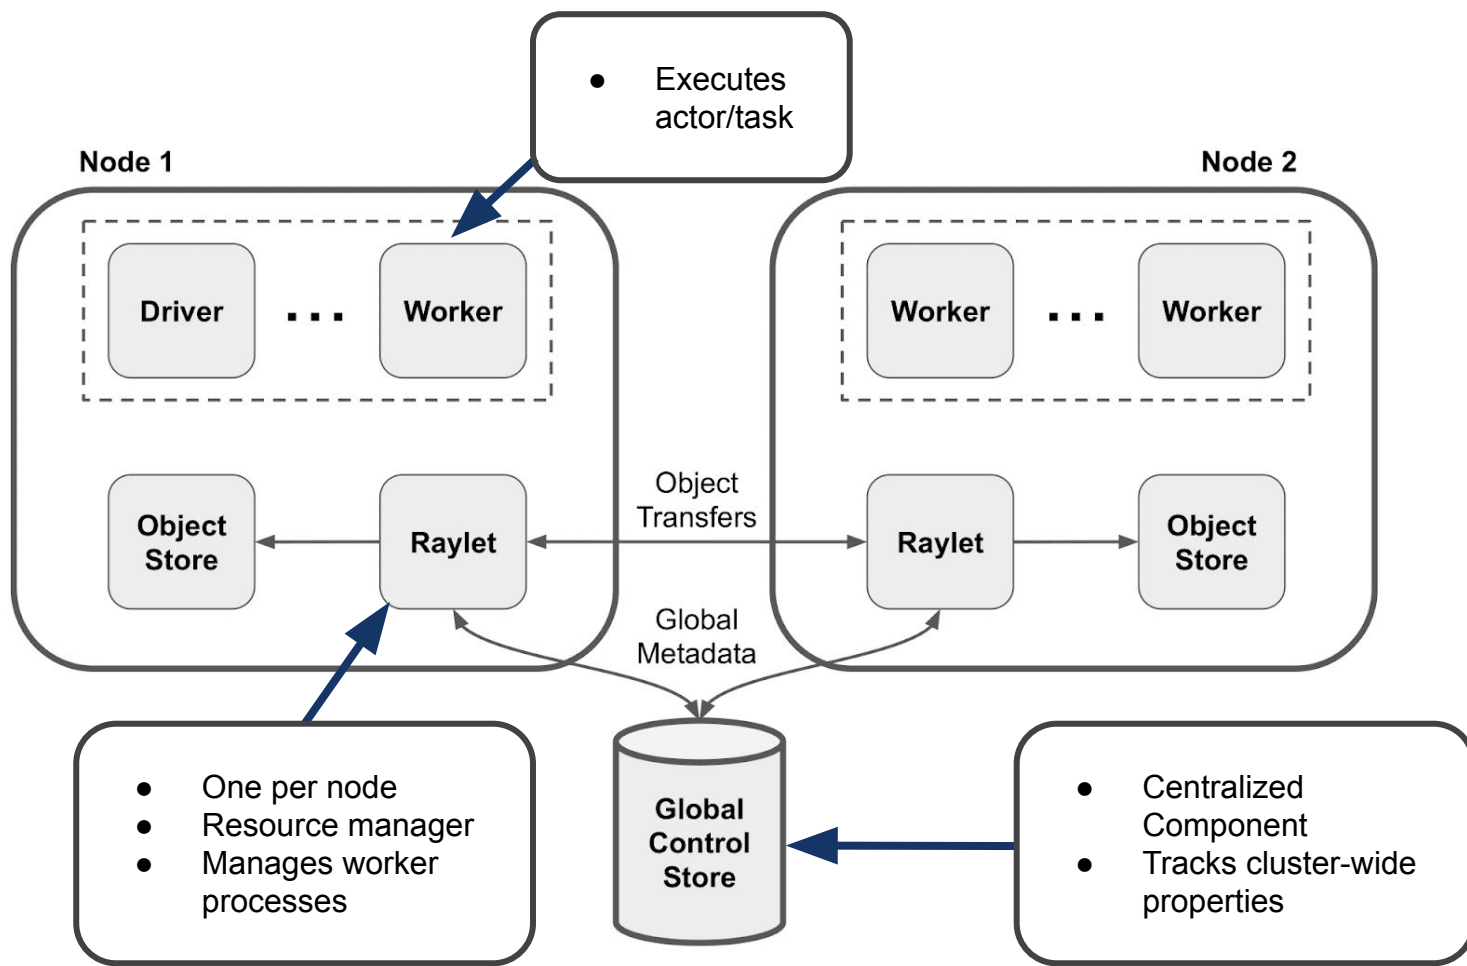 ● Executes
actor/task
Node 1
Node 2
Driver
...
Worker
Worker
...
Worker
Object
Store
Raylet
Object
Transfers
Raylet
Object
Store
Global
Metadata
● One per node
● Resource manager
● Manages worker
processes
Global
Control
Store
● Centralized
Component
● Tracks cluster-wide
properties